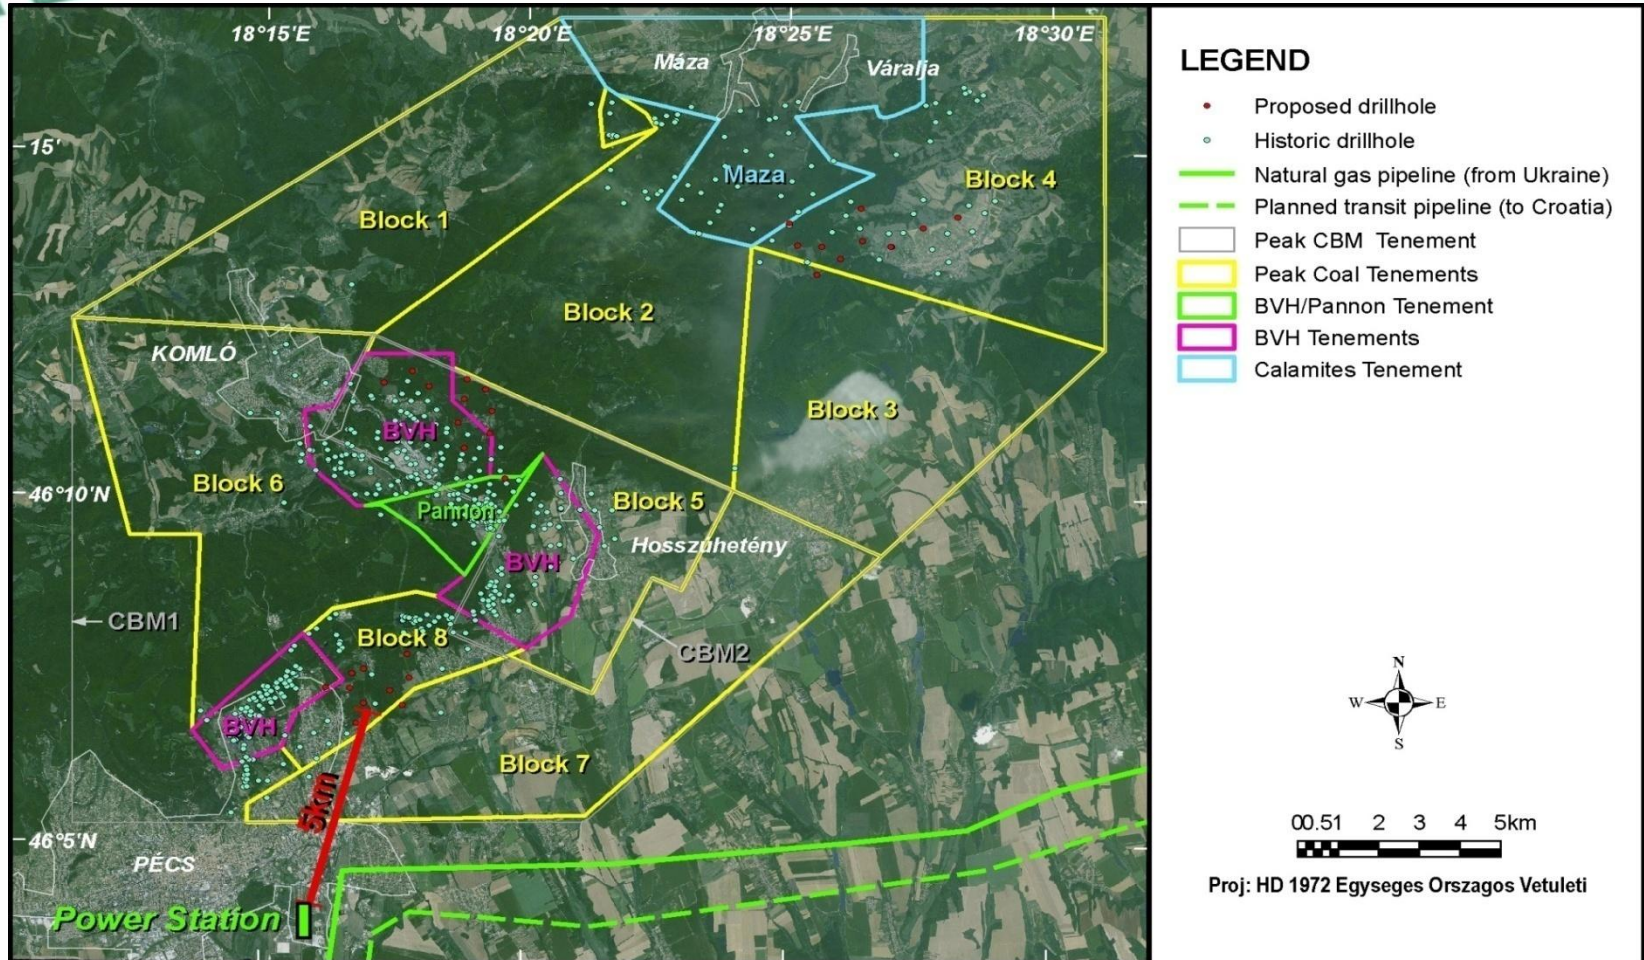 18°15'E
18°20'E
18°25'E
18°30'E
Máza
Váralja
15'
Maza
Block 4
Block 1
Block 2
KOMLÓ
Block 3
BVH
Block 6
46°10'N
Block 5
Pannon
Hosszúhetény
BVH
CBM1
Block 8
CBM2
BVH
Block 7
5km
46°5'N
PÉCS
Power Station
LEGEND
Proposed drillhole
Historic drillhole
Natural gas pipeline (from Ukraine)
Planned transit pipeline (to Croatia)
Peak CBM Tenement
Peak Coal Tenements
BVH/Pannon Tenement
BVH Tenements
Calamites Tenement
N
W E
S
00.51 2 3 4 5km
Proj: HD 1972 Egyseges Orszagos Vetuleti